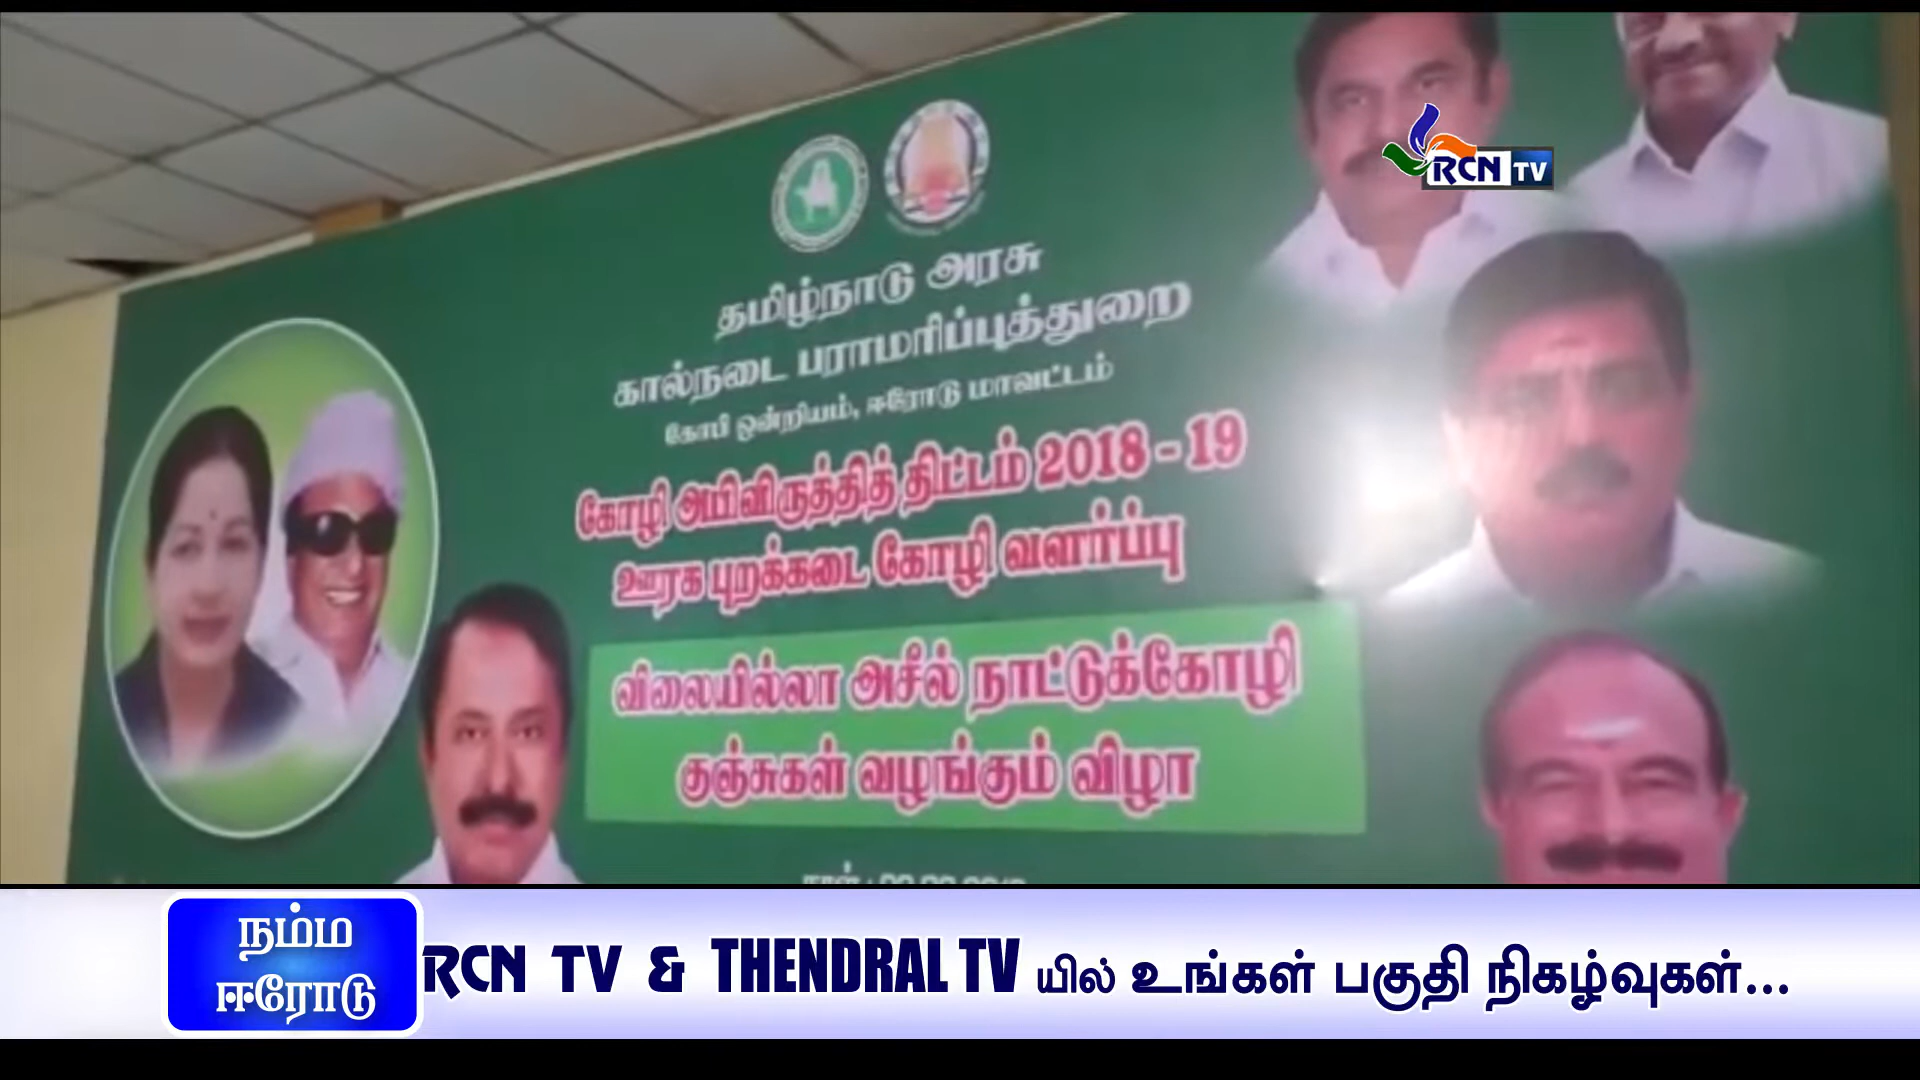 RCN TV
தமிழ்நாடு அரசு
கால்நடை பராமரிப்புத்துறை
கோபி ஒன்றியம், ஈரோடு மாவட்டம்
கோழி அபிவிருத்தித் திட்டம் 2018 - 19
ஊரக புறக்கடை கோழி வளர்ப்பு
விலையில்லா அசீல் நாட்டுக்கோழி
குஞ்சுகள் வழங்கும் விழா
நம்ம
ஈரோடு
RCN TV & THENDRAL TV யில் உங்கள் பகுதி நிகழ்வுகள்...